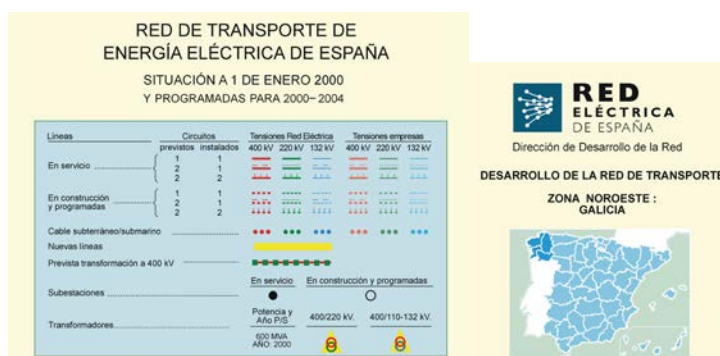 RED DE TRANSPORTE DE
ENERGÍA ELÉCTRICA DE ESPAÑA
SITUACIÓN A 1 DE ENERO 2000
Y PROGRAMADAS PARA 2000-2004
Líneas Circuitos Tensiones Red Eléctrica Tensiones empresas
previstos instalados 400 kV 220 kV 132 kV 400 kV 220 kV 132 kV
1 1
En servicio 2 1
2 2
1 1
En construcción y programadas 2 1
2 2
Cable subterráneo/submarino
Nuevas líneas
Prevista transformación a 400 kV
En servicio En construcción y programadas
Subestaciones
Potencia y Año P/S 400/220 kV. 400/110-132 kV.
Transformadores
600 MVA
AÑO: 2000
RED
ELÉCTRICA
DE ESPAÑA
Dirección de Desarrollo de la Red
DESARROLLO DE LA RED DE TRANSPORTE
ZONA NOROESTE :
GALICIA